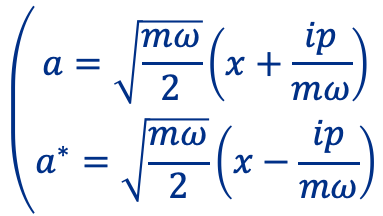 a = √(mω/2) (x + ip/mω)
a* = √(mω/2) (x − ip/mω)